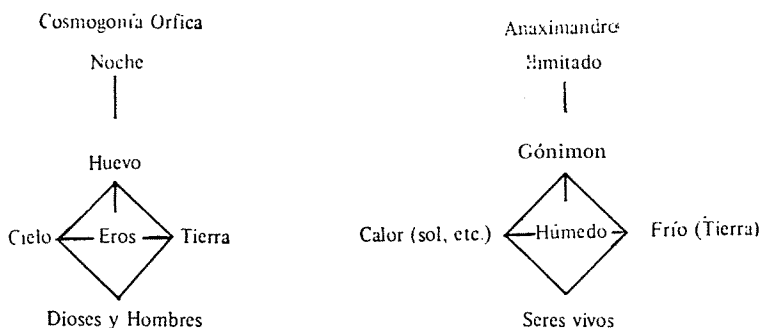 Cosmogonía Orfica
Noche
Huevo
Cielo Eros Tierra
Dioses y Hombres
Anaximandro
Ilimitado
Gónimon
Calor (sol, etc.) Húmedo Frío (Tierra)
Seres vivos